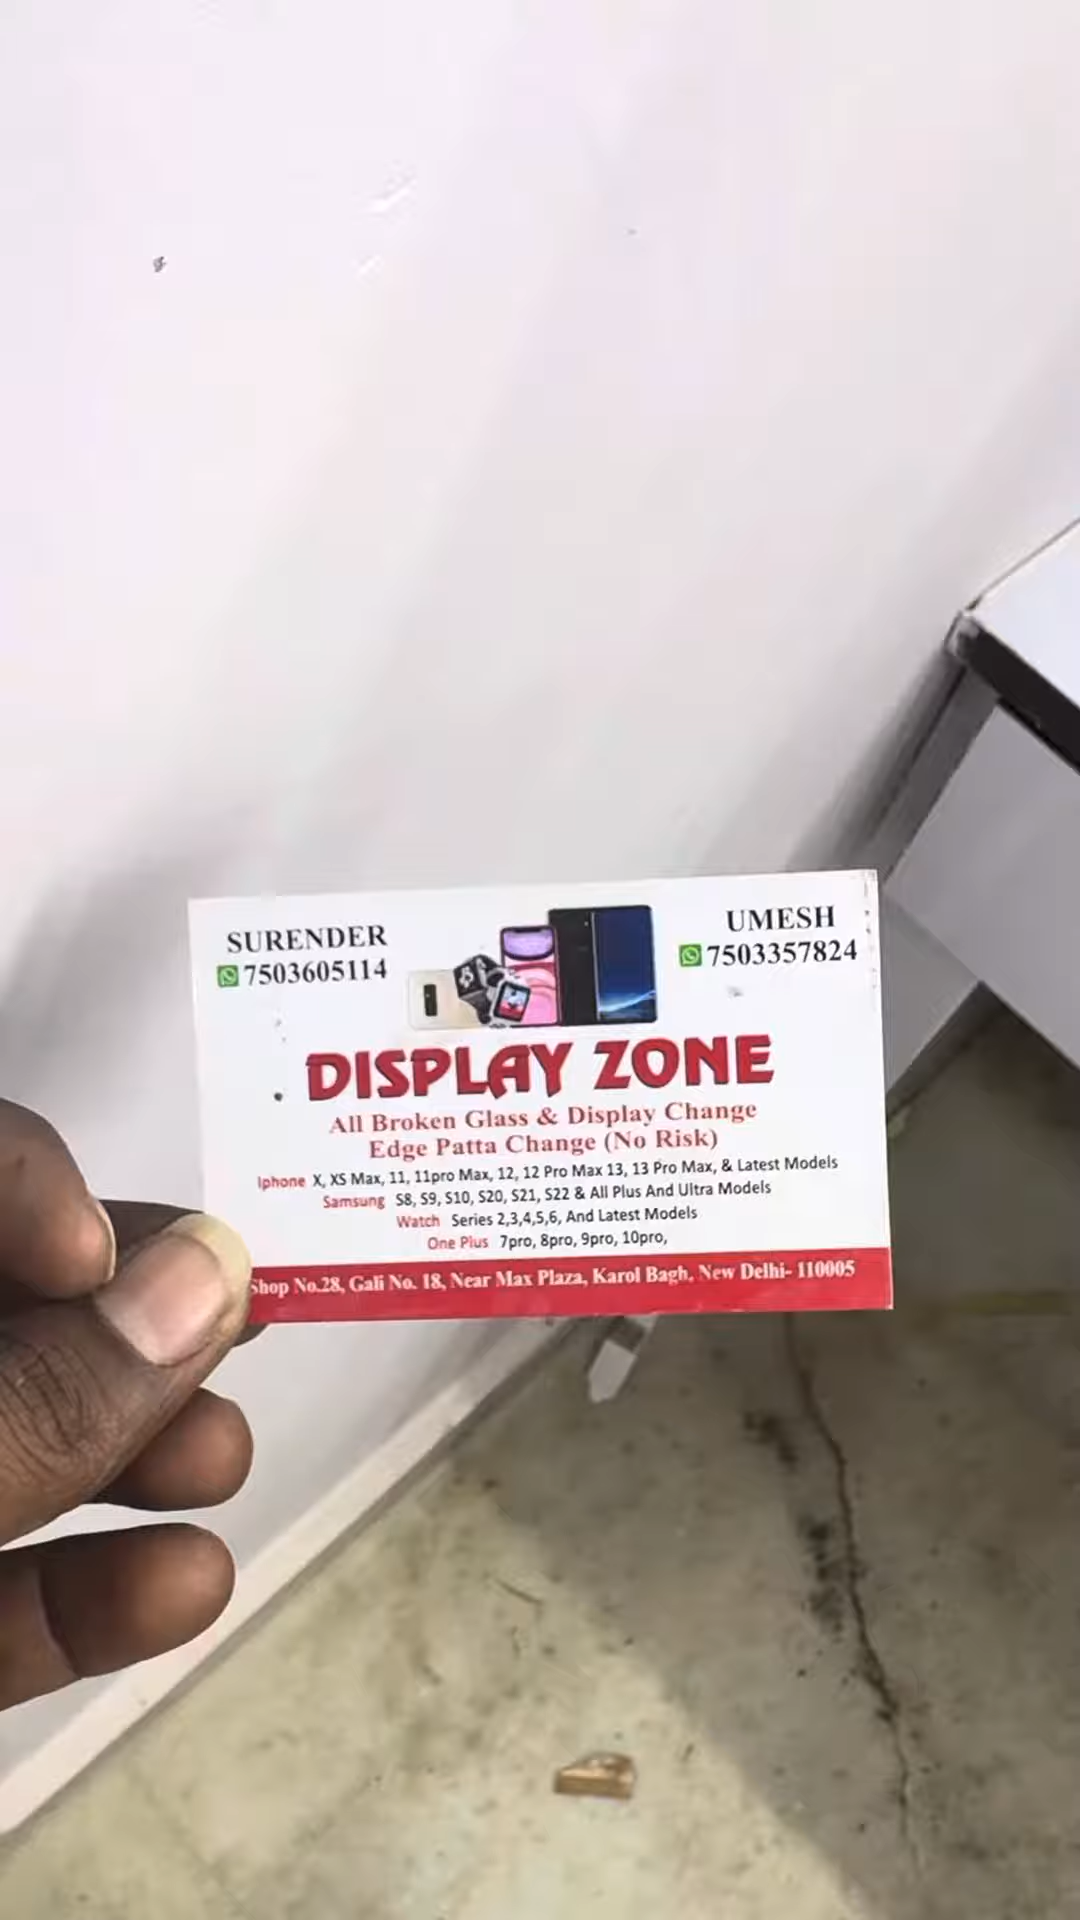 SURENDER
7503605114
UMESH
7503357824
DISPLAY ZONE
All Broken Glass & Display Change
Edge Patta Change (No Risk)
Iphone X, XS Max, 11, 11pro Max, 12, 12 Pro Max 13, 13 Pro Max, & Latest Models
Samsung S8, S9, S10, S20, S21, S22 & All Plus And Ultra Models
Watch Series 2,3,4,5,6, And Latest Models
One Plus 7pro, 8pro, 9pro, 10pro,
Shop No.28, Gali No. 18, Near Max Plaza, Karol Bagh, New Delhi- 110005